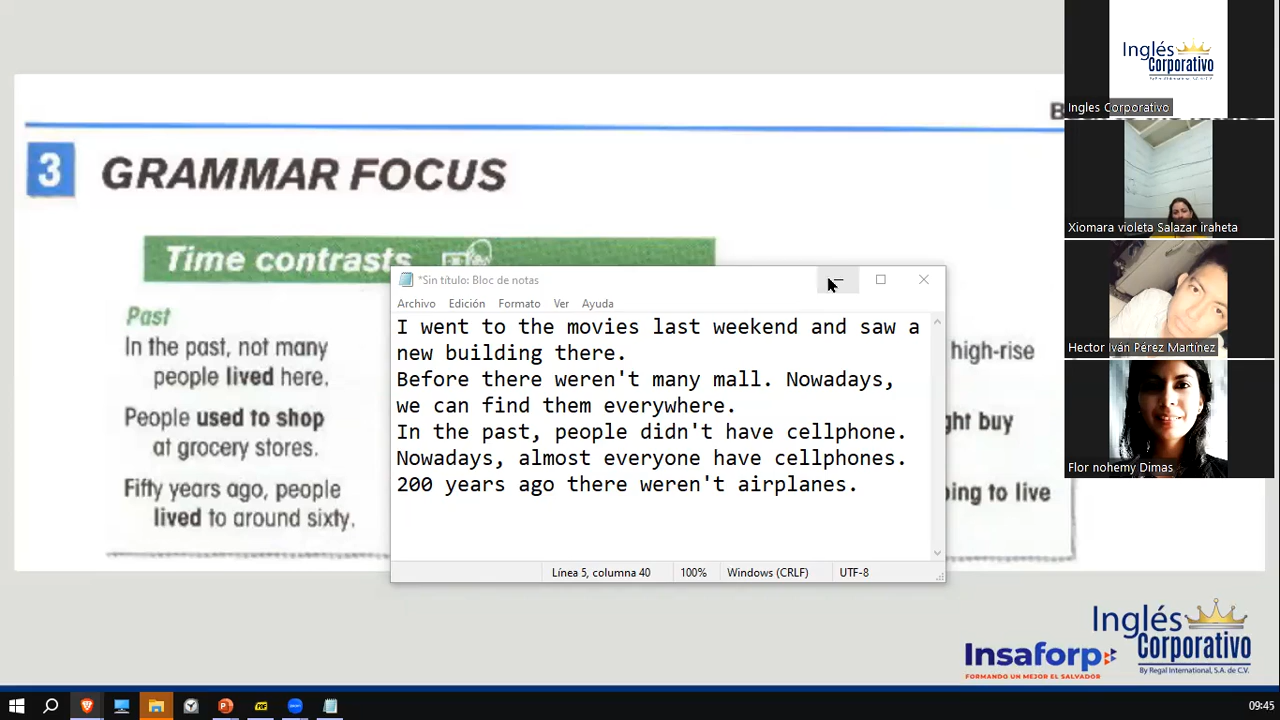 3 GRAMMAR FOCUS
Time contrasts
Past
In the past, not many
people lived here.
People used to shop
at grocery stores.
Fifty years ago, people
lived to around sixty.
high-rise
buy
to live
*Sin título: Bloc de notas
Archivo Edición Formato Ver Ayuda
I went to the movies last weekend and saw a
new building there.
Before there weren't many mall. Nowadays,
we can find them everywhere.
In the past, people didn't have cellphone.
Nowadays, almost everyone have cellphones.
200 years ago there weren't airplanes.
Línea 5, columna 40 100% Windows (CRLF) UTF-8
Inglés
Corporativo
Ingles Corporativo
Xiomara violeta Salazar iraheta
Hector Iván Pérez Martínez
Flor nohemy Dimas
Insaforp
FORMANDO UN MEJOR EL SALVADOR
Inglés
Corporativo
By Regal International, S.A. de C.V.
09:45